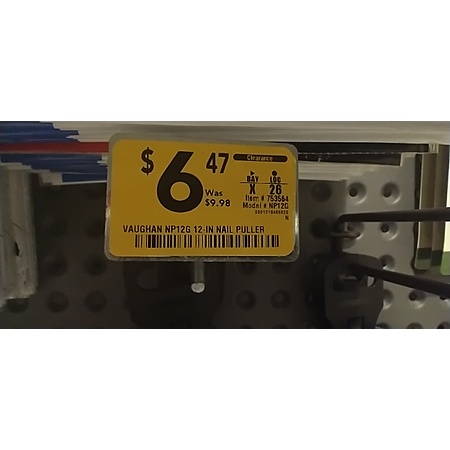 $6 47
Clearance
Was
$9.98
BAY LOC
X 26
Item # 753564
Model # NP12G
N
VAUGHAN NP12G 12-IN NAIL PULLER